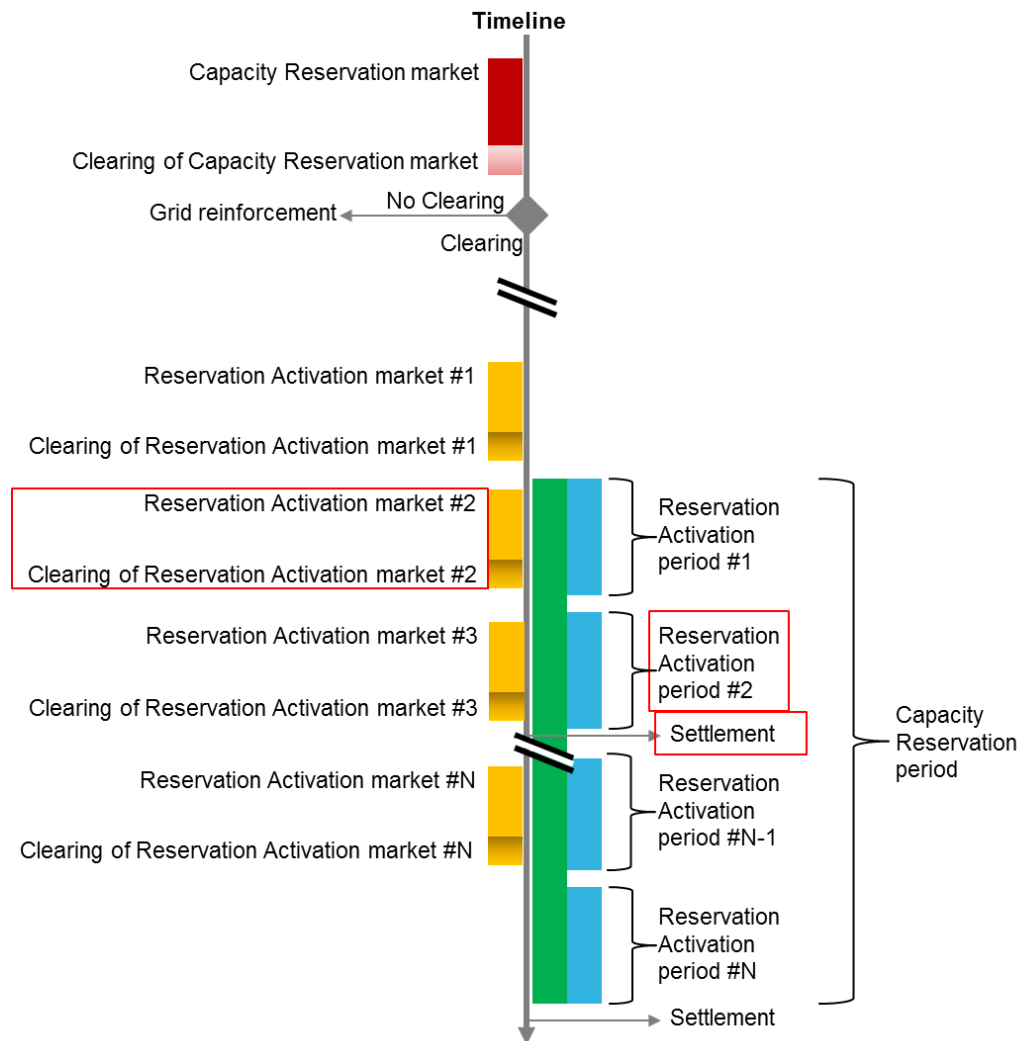 Timeline
Capacity Reservation market
Clearing of Capacity Reservation market
No Clearing
Grid reinforcement
Clearing
Reservation Activation market #1
Clearing of Reservation Activation market #1
Reservation Activation market #2
Clearing of Reservation Activation market #2
Reservation
Activation
period #1
Reservation Activation market #3
Clearing of Reservation Activation market #3
Reservation
Activation
period #2
Settlement
Capacity
Reservation
period
Reservation Activation market #N
Clearing of Reservation Activation market #N
Reservation
Activation
period #N-1
Reservation
Activation
period #N
Settlement